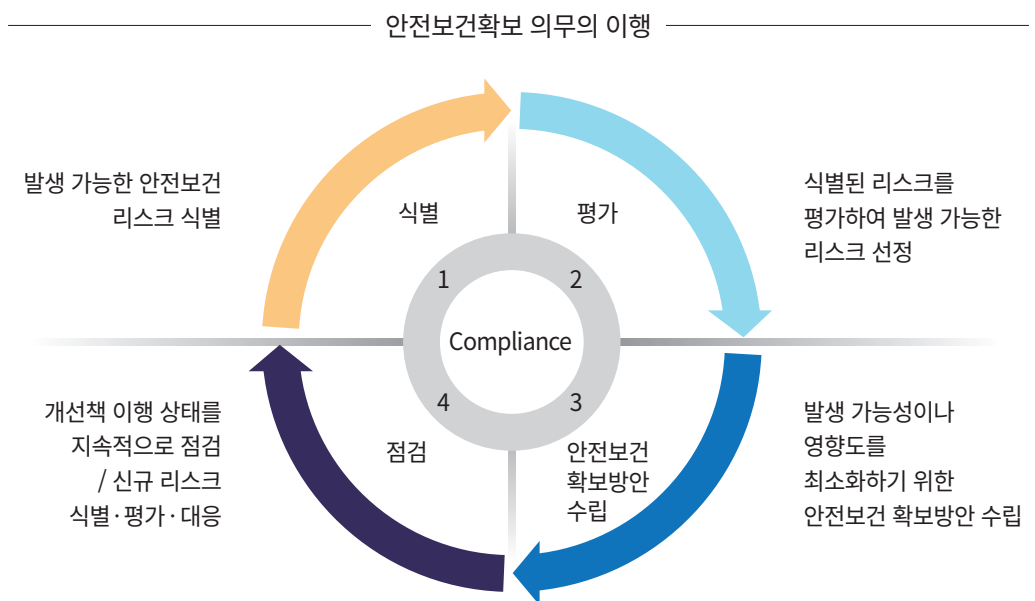 안전보건확보 의무의 이행
발생 가능한 안전보건
리스크 식별
식별
1
평가
2
식별된 리스크를
평가하여 발생 가능한
리스크 선정
Compliance
3
안전보건
확보방안
수립
발생 가능성이나
영향도를
최소화하기 위한
안전보건 확보방안 수립
4
점검
개선책 이행 상태를
지속적으로 점검
/ 신규 리스크
식별·평가·대응